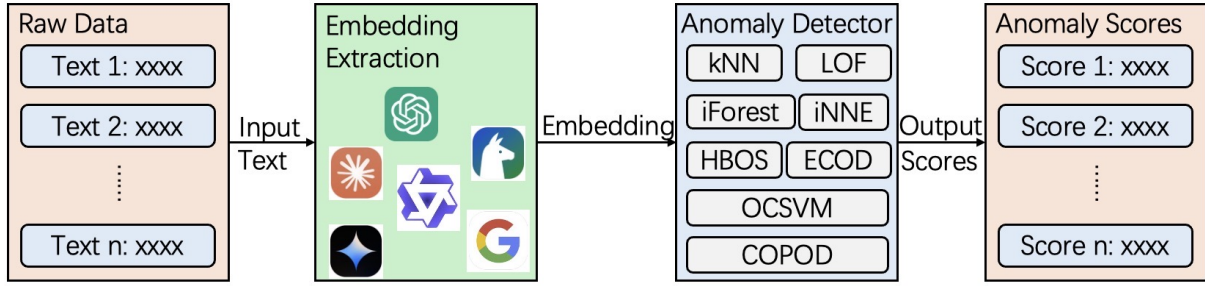 Raw Data
Text 1: xxxx
Text 2: xxxx
......
Text n: xxxx
Input
Text
Embedding
Extraction
Embedding
Anomaly Detector
kNN
LOF
iForest
iNNE
HBOS
ECOD
OCSVM
COPOD
Output
Scores
Anomaly Scores
Score 1: xxxx
Score 2: xxxx
......
Score n: xxxx